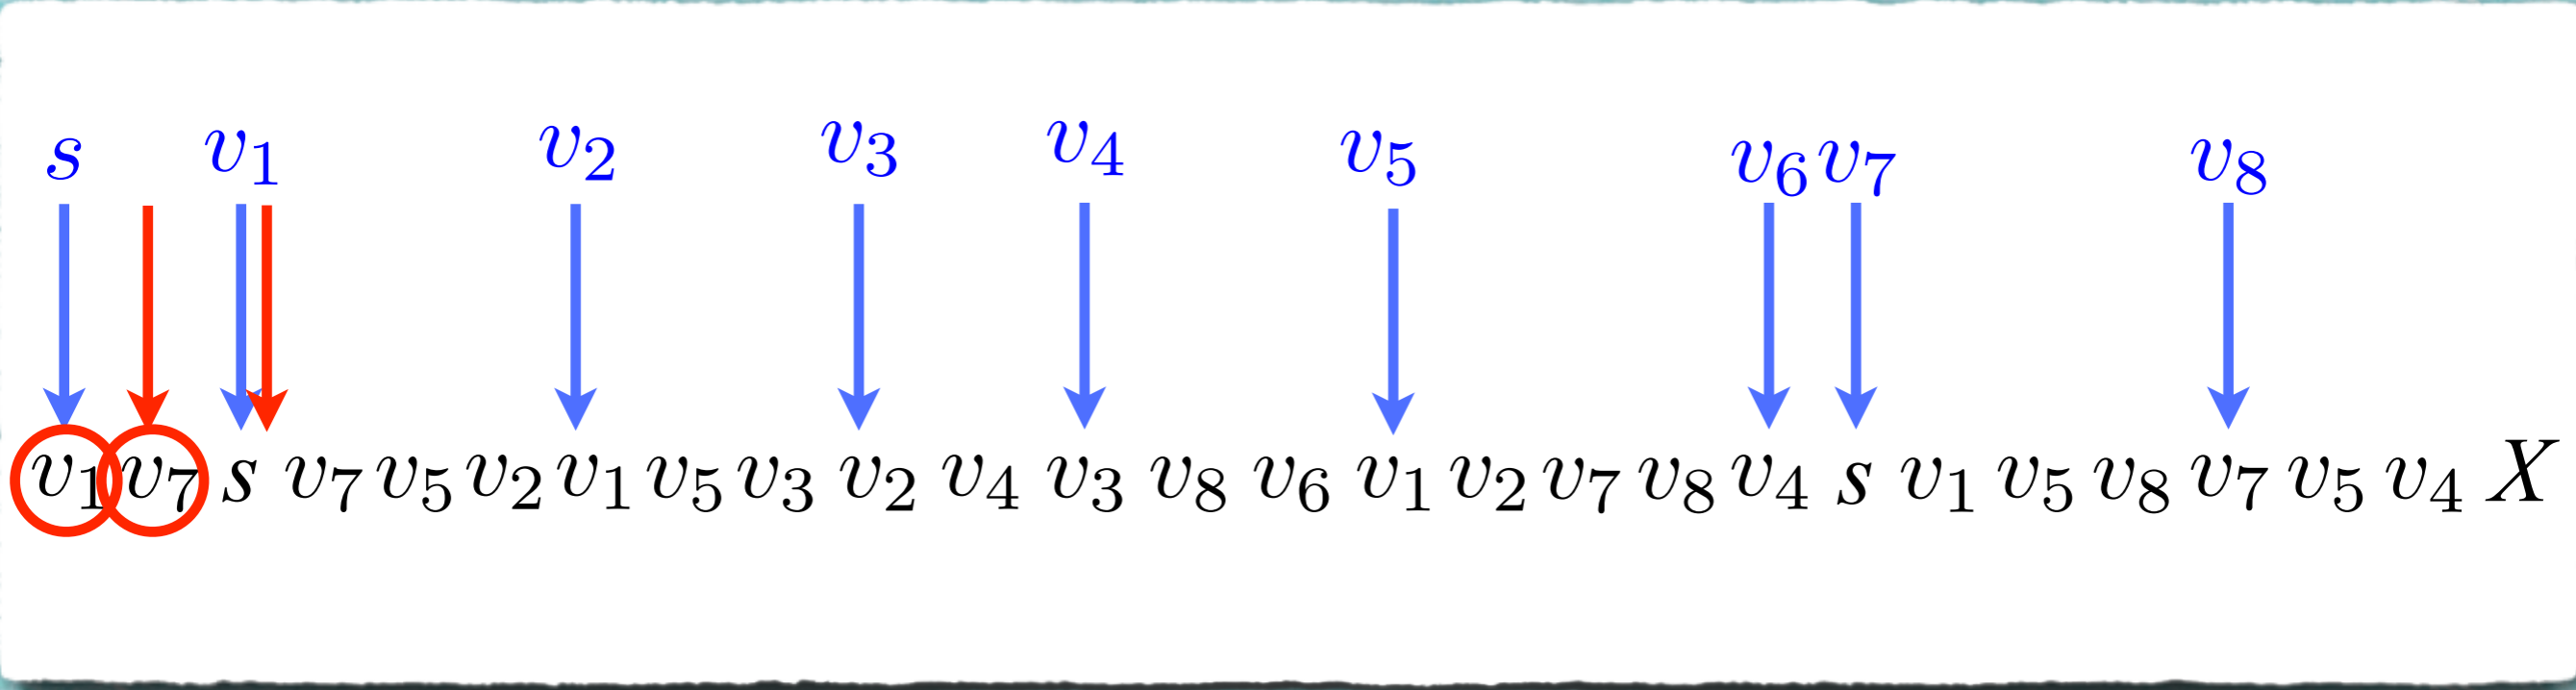 s v₁ v₂ v₃ v₄ v₅ v₆ v₇ v₈
v₁ v₇ s v₇ v₅ v₂ v₁ v₅ v₃ v₂ v₄ v₃ v₈ v₆ v₁ v₂ v₇ v₈ v₄ s v₁ v₅ v₈ v₇ v₅ v₄ X